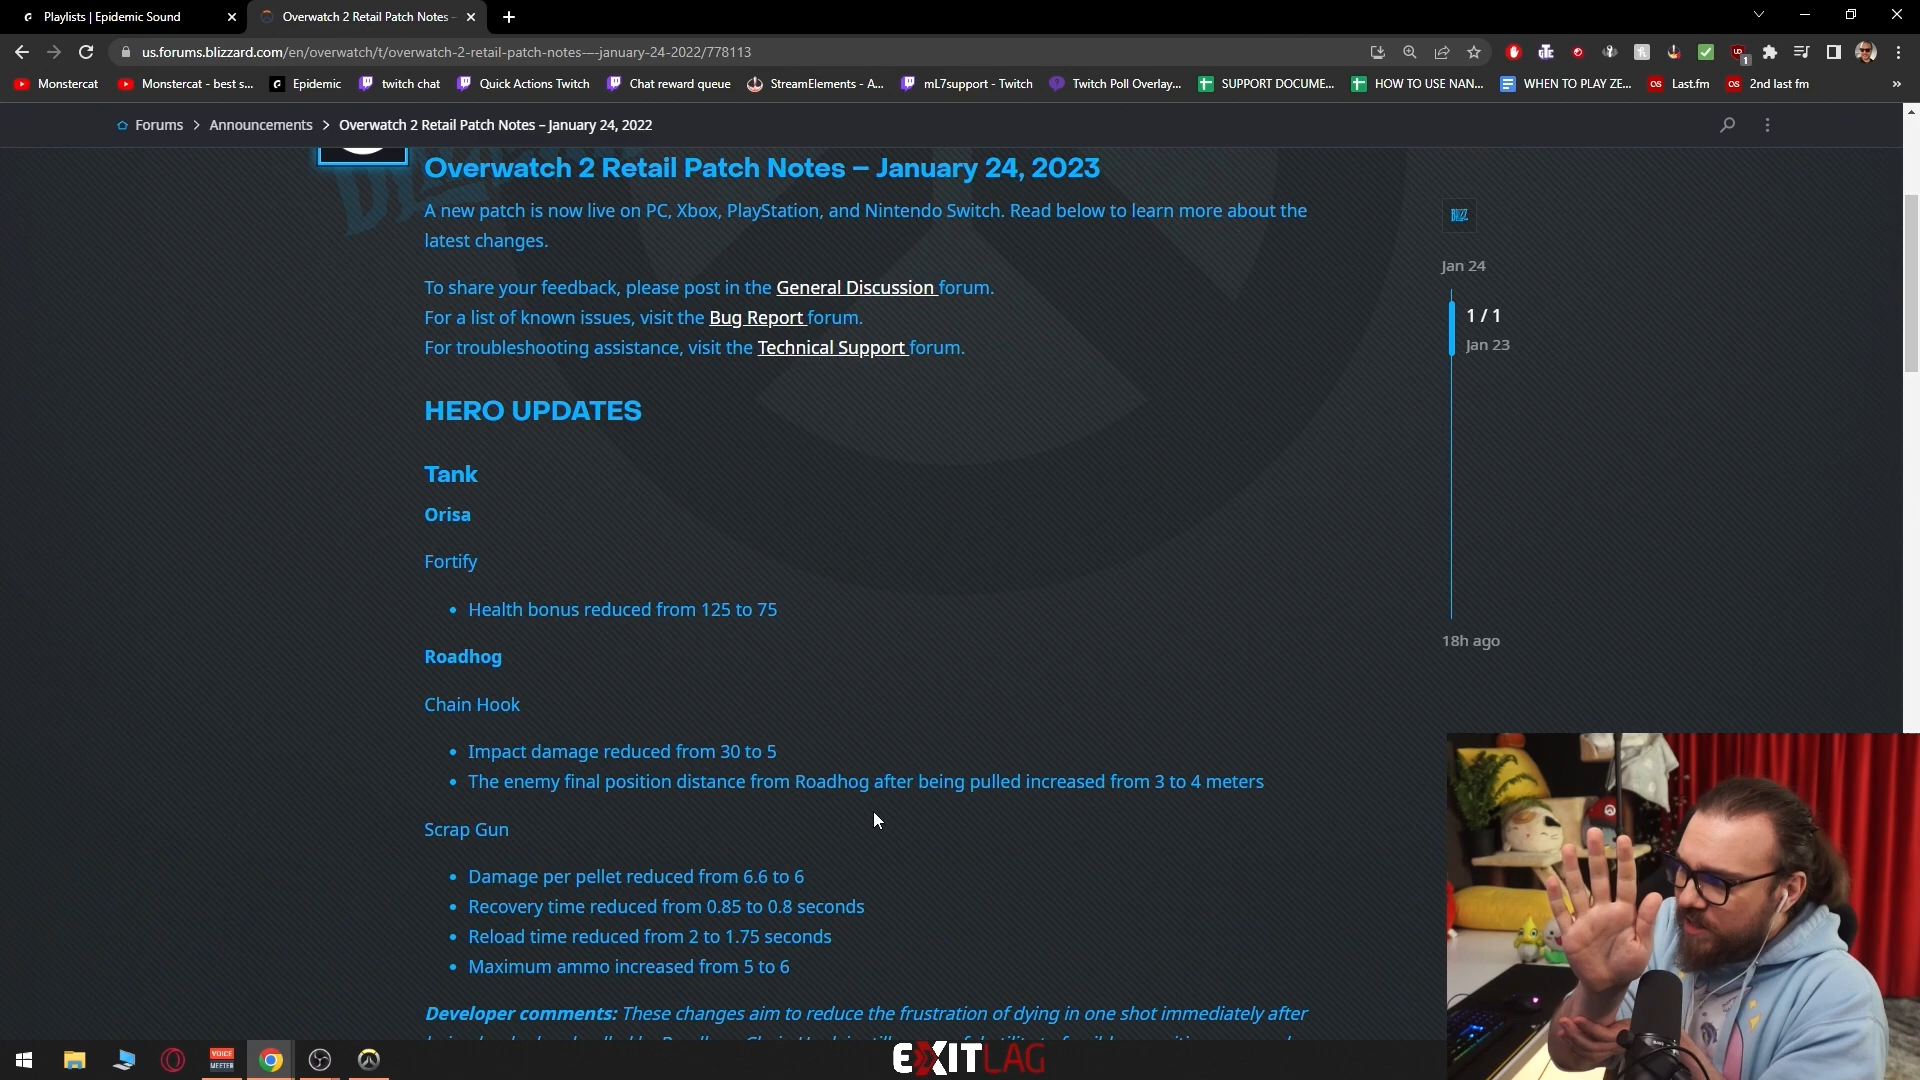 Playlists | Epidemic Sound
Overwatch 2 Retail Patch Notes –
us.forums.blizzard.com/en/overwatch/t/overwatch-2-retail-patch-notes-–-january-24-2022/778113
Monstercat
Monstercat - best s...
Epidemic
twitch chat
Quick Actions Twitch
Chat reward queue
StreamElements - A...
mL7support - Twitch
Twitch Poll Overlay...
SUPPORT DOCUME...
HOW TO USE NAN...
WHEN TO PLAY ZE...
Last.fm
2nd last fm
»
Forums > Announcements > Overwatch 2 Retail Patch Notes – January 24, 2022
Overwatch 2 Retail Patch Notes – January 24, 2023
A new patch is now live on PC, Xbox, PlayStation, and Nintendo Switch. Read below to learn more about the
latest changes.
To share your feedback, please post in the General Discussion forum.
For a list of known issues, visit the Bug Report forum.
For troubleshooting assistance, visit the Technical Support forum.
BLIZZ
Jan 24
1 / 1
Jan 23
18h ago
HERO UPDATES
Tank
Orisa
Fortify
• Health bonus reduced from 125 to 75
Roadhog
Chain Hook
• Impact damage reduced from 30 to 5
• The enemy final position distance from Roadhog after being pulled increased from 3 to 4 meters
Scrap Gun
• Damage per pellet reduced from 6.6 to 6
• Recovery time reduced from 0.85 to 0.8 seconds
• Reload time reduced from 2 to 1.75 seconds
• Maximum ammo increased from 5 to 6
Developer comments: These changes aim to reduce the frustration of dying in one shot immediately after
VOICE
MEETER
EXITLAG